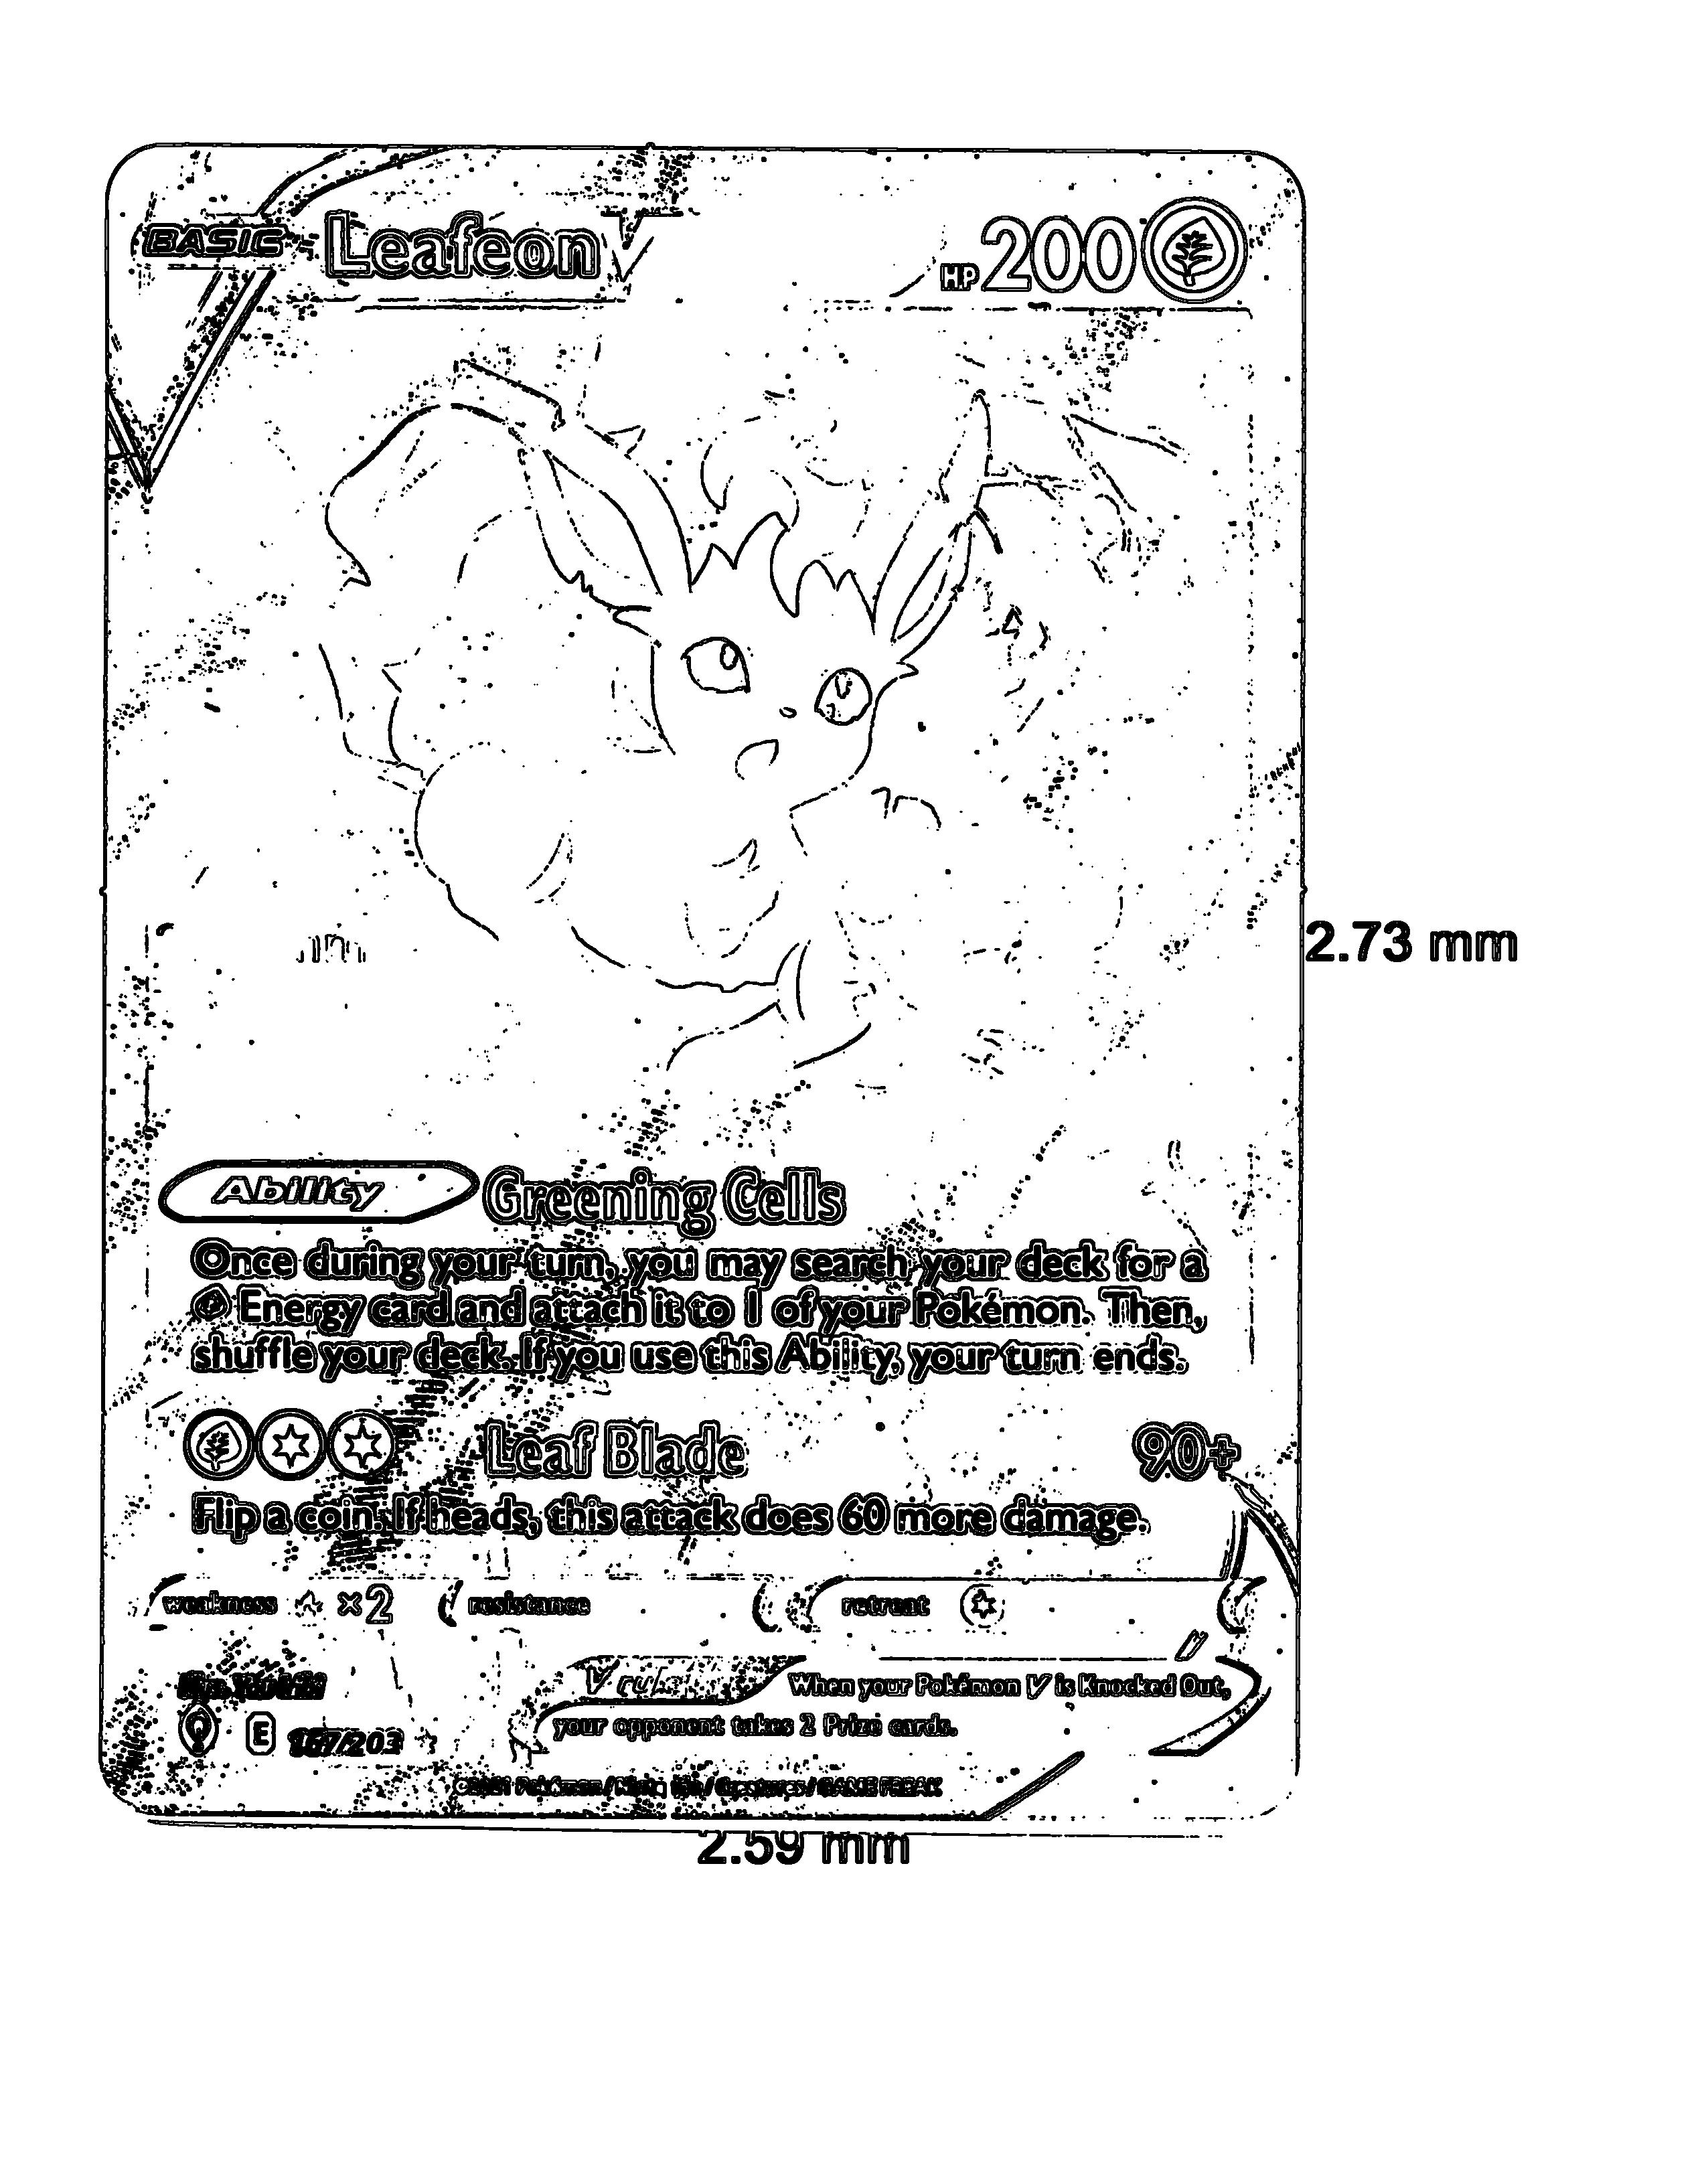 BASIC Leafeon V HP 200
2.73 mm
Ability Greening Cells
Once during your turn, you may search your deck for a
Energy card and attach it to 1 of your Pokémon. Then,
shuffle your deck. If you use this Ability, your turn ends.
Leaf Blade 90+
Flip a coin. If heads, this attack does 60 more damage.
weakness ×2 resistance retreat
V rule When your Pokémon V is Knocked Out,
your opponent takes 2 Prize cards.
E 167/203
Pokémon / Nintendo / Creatures / GAME FREAK
2.59 mm